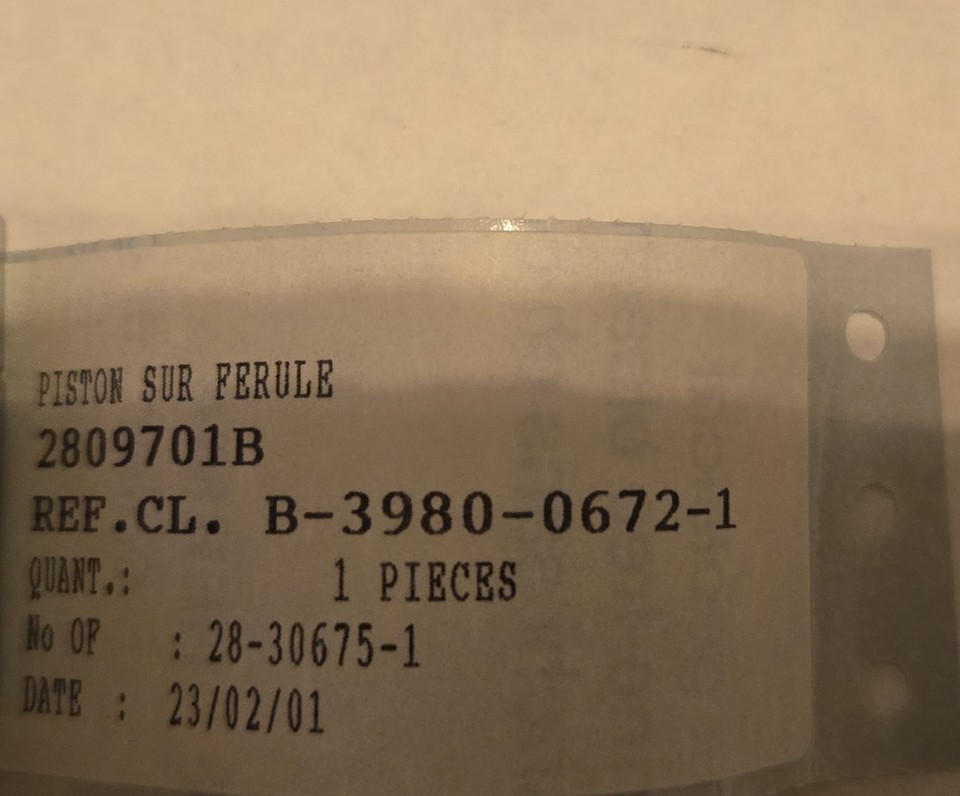 PISTON SUR FERULE
2809701B
REF.CL. B-3980-0672-1
QUANT.: 1 PIECES
No OF : 28-30675-1
DATE : 23/02/01